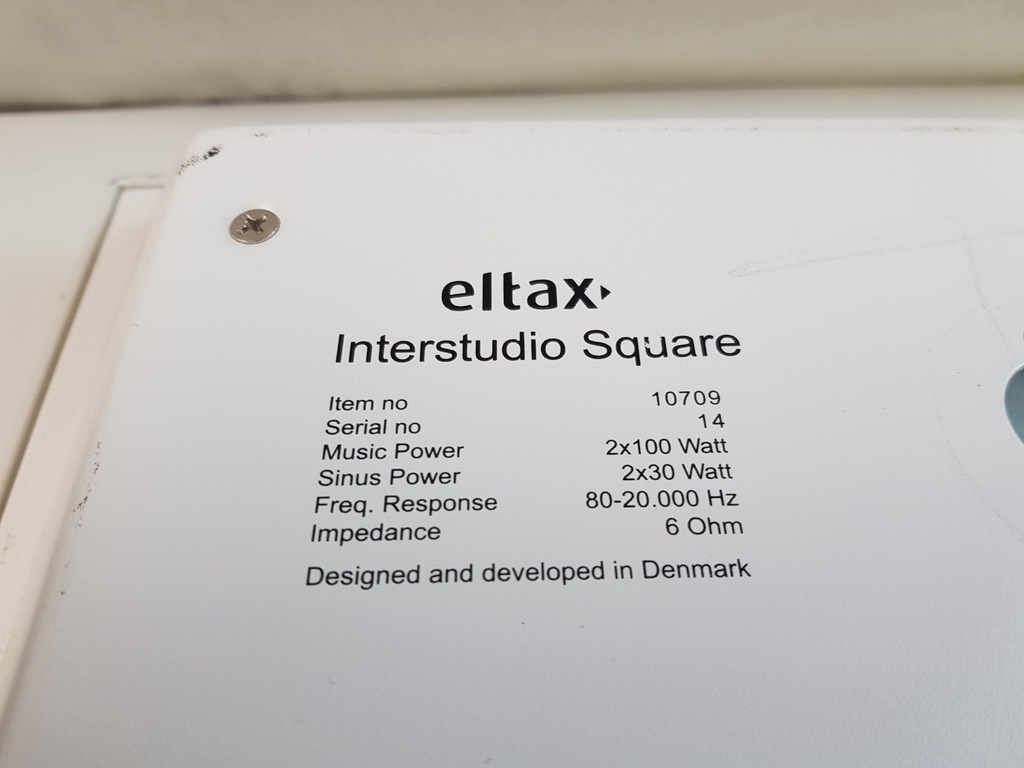 eltax
Interstudio Square
Item no 10709
Serial no 14
Music Power 2x100 Watt
Sinus Power 2x30 Watt
Freq. Response 80-20.000 Hz
Impedance 6 Ohm
Designed and developed in Denmark